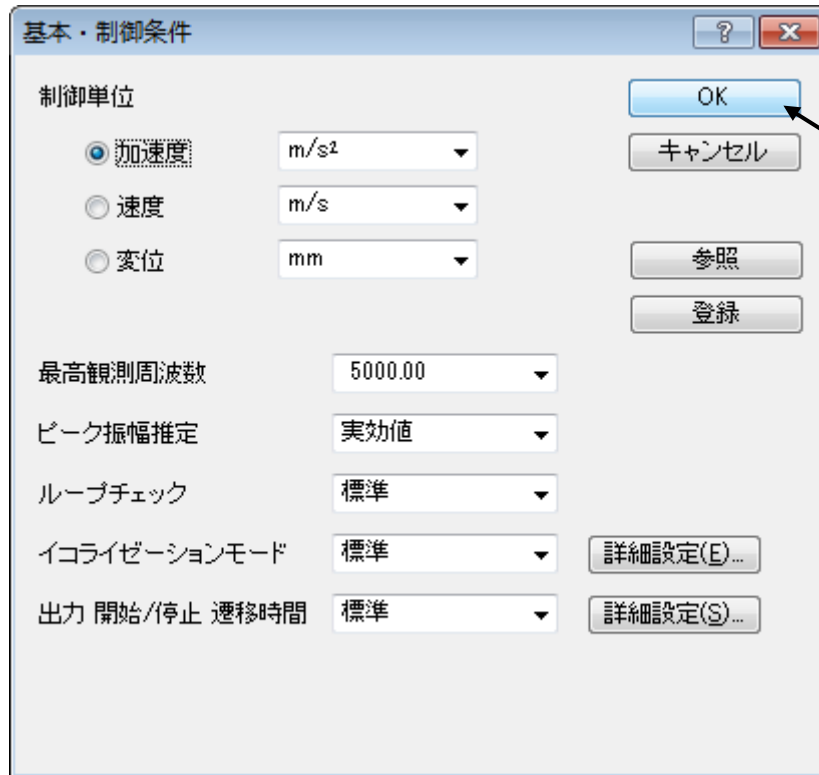 基本・制御条件
制御単位
OK
加速度 m/s²
キャンセル
速度 m/s
変位 mm
参照
登録
最高観測周波数 5000.00
ピーク振幅推定 実効値
ループチェック 標準
イコライゼーションモード 標準 詳細設定(E)...
出力 開始/停止 遷移時間 標準 詳細設定(S)...